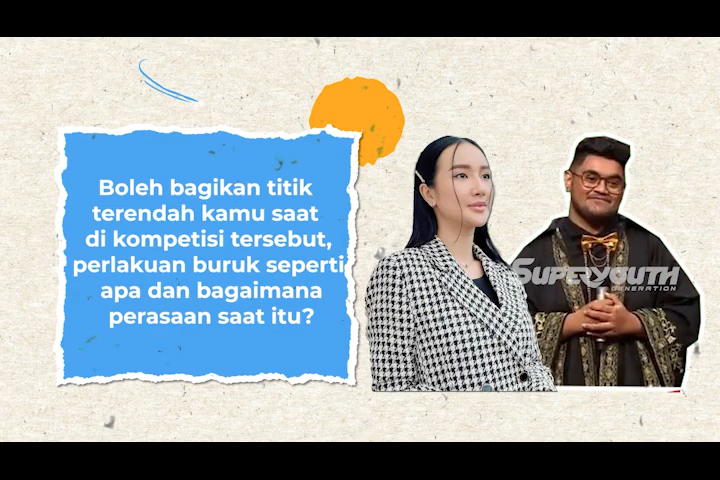 Boleh bagikan titik
terendah kamu saat
di kompetisi tersebut,
perlakuan buruk seperti
apa dan bagaimana
perasaan saat itu?
SUPERYOUTH
GENERATION